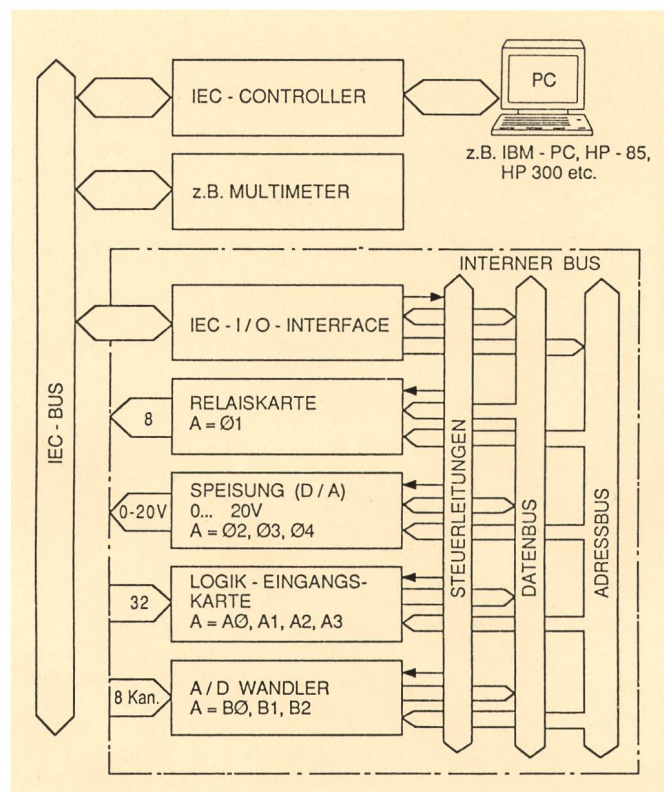 IEC - BUS
IEC - CONTROLLER
PC
z.B. IBM - PC, HP - 85,
HP 300 etc.
z.B. MULTIMETER
INTERNER BUS
IEC - I / O - INTERFACE
STEUERLEITUNGEN
DATENBUS
ADRESSBUS
8
RELAISKARTE
A = Ø1
0-20V
SPEISUNG (D / A)
0... 20V
A = Ø2, Ø3, Ø4
32
LOGIK - EINGANGS-
KARTE
A = AØ, A1, A2, A3
8 Kan.
A / D WANDLER
A = BØ, B1, B2